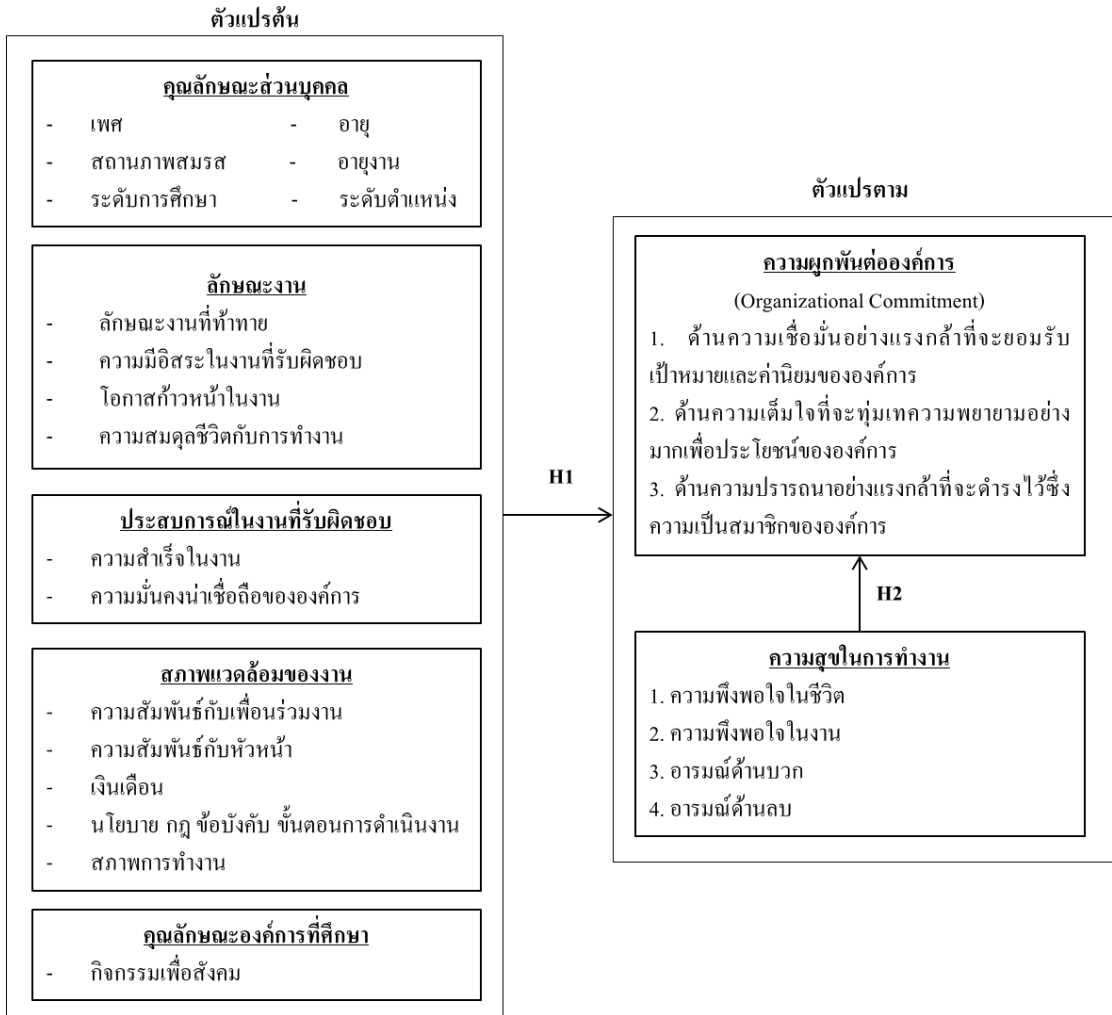 ตัวแปรต้น
คุณลักษณะส่วนบุคคล
- เพศ - อายุ
- สถานภาพสมรส - อายุงาน
- ระดับการศึกษา - ระดับตำแหน่ง
ลักษณะงาน
- ลักษณะงานที่ท้าทาย
- ความมีอิสระในงานที่รับผิดชอบ
- โอกาสก้าวหน้าในงาน
- ความสมดุลชีวิตกับการทำงาน
ประสบการณ์ในงานที่รับผิดชอบ
- ความสำเร็จในงาน
- ความมั่นคงน่าเชื่อถือขององค์การ
สภาพแวดล้อมของงาน
- ความสัมพันธ์กับเพื่อนร่วมงาน
- ความสัมพันธ์กับหัวหน้า
- เงินเดือน
- นโยบาย กฎ ข้อบังคับ ขั้นตอนการดำเนินงาน
- สภาพการทำงาน
คุณลักษณะองค์การที่ศึกษา
- กิจกรรมเพื่อสังคม
H1
ตัวแปรตาม
ความผูกพันต่อองค์การ
(Organizational Commitment)
1. ด้านความเชื่อมั่นอย่างแรงกล้าที่จะยอมรับ
เป้าหมายและค่านิยมขององค์การ
2. ด้านความเต็มใจที่จะทุ่มเทความพยายามอย่าง
มากเพื่อประโยชน์ขององค์การ
3. ด้านความปรารถนาอย่างแรงกล้าที่จะดำรงไว้ซึ่ง
ความเป็นสมาชิกขององค์การ
H2
ความสุขในการทำงาน
1. ความพึงพอใจในชีวิต
2. ความพึงพอใจในงาน
3. อารมณ์ด้านบวก
4. อารมณ์ด้านลบ